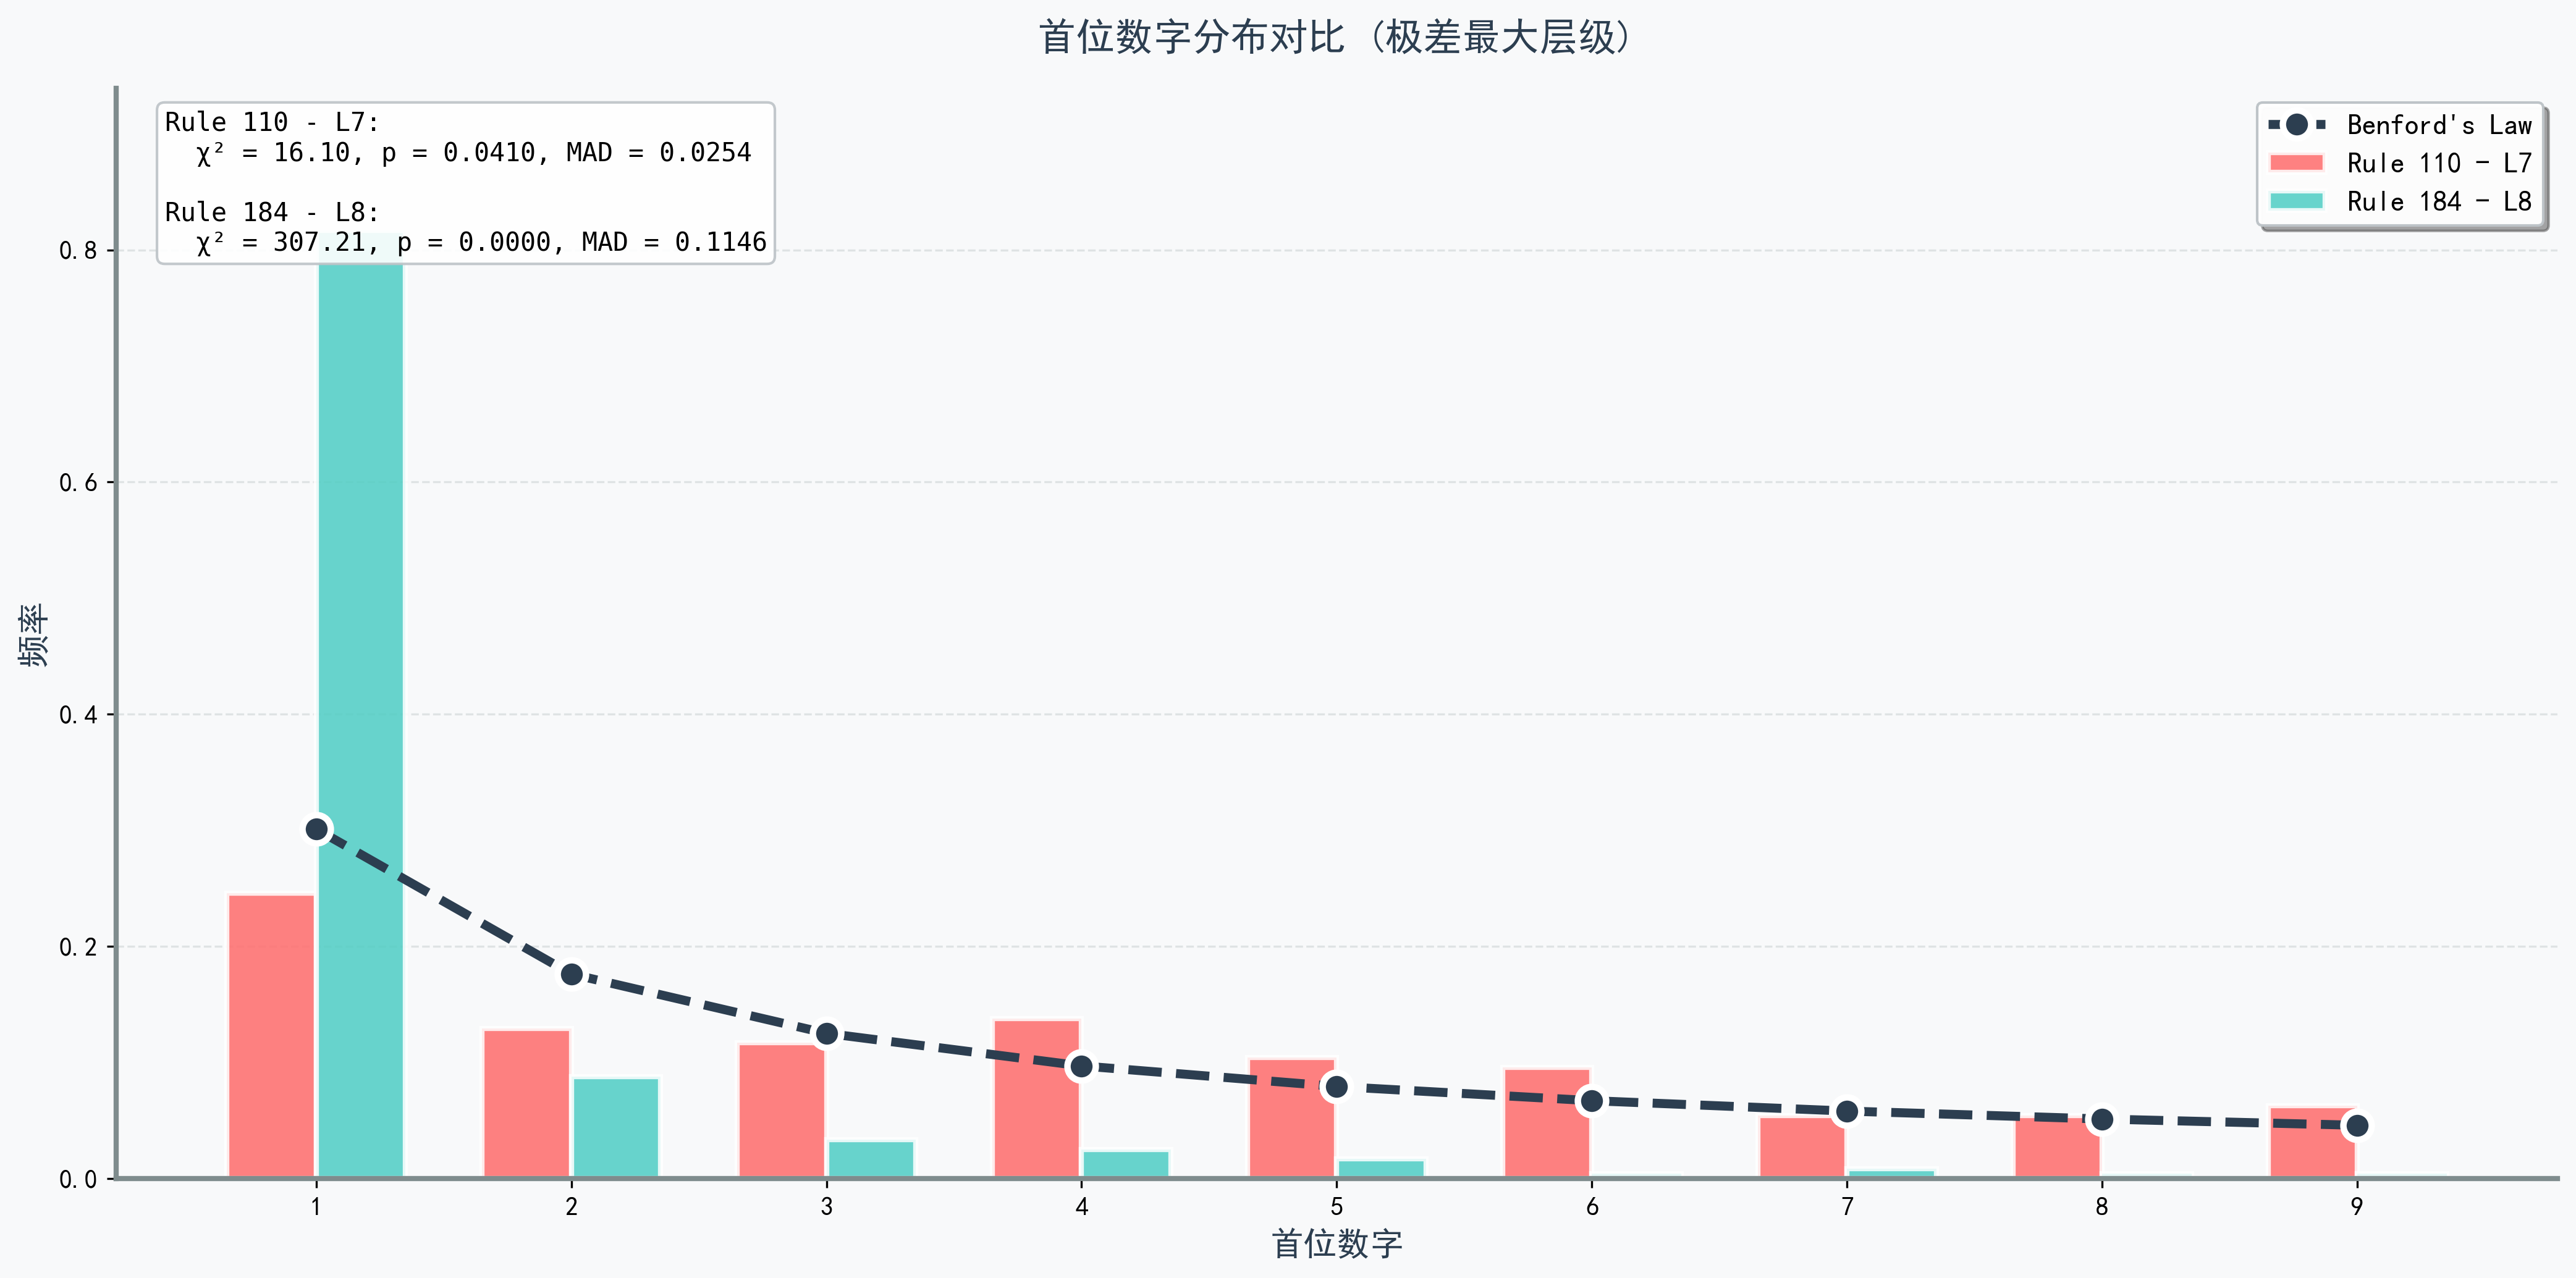 首位数字分布对比 (极差最大层级)
Rule 110 - L7:
χ² = 16.10, p = 0.0410, MAD = 0.0254
Rule 184 - L8:
χ² = 307.21, p = 0.0000, MAD = 0.1146
Benford's Law
Rule 110 - L7
Rule 184 - L8
频率
0.8
0.6
0.4
0.2
0.0
1 2 3 4 5 6 7 8 9
首位数字